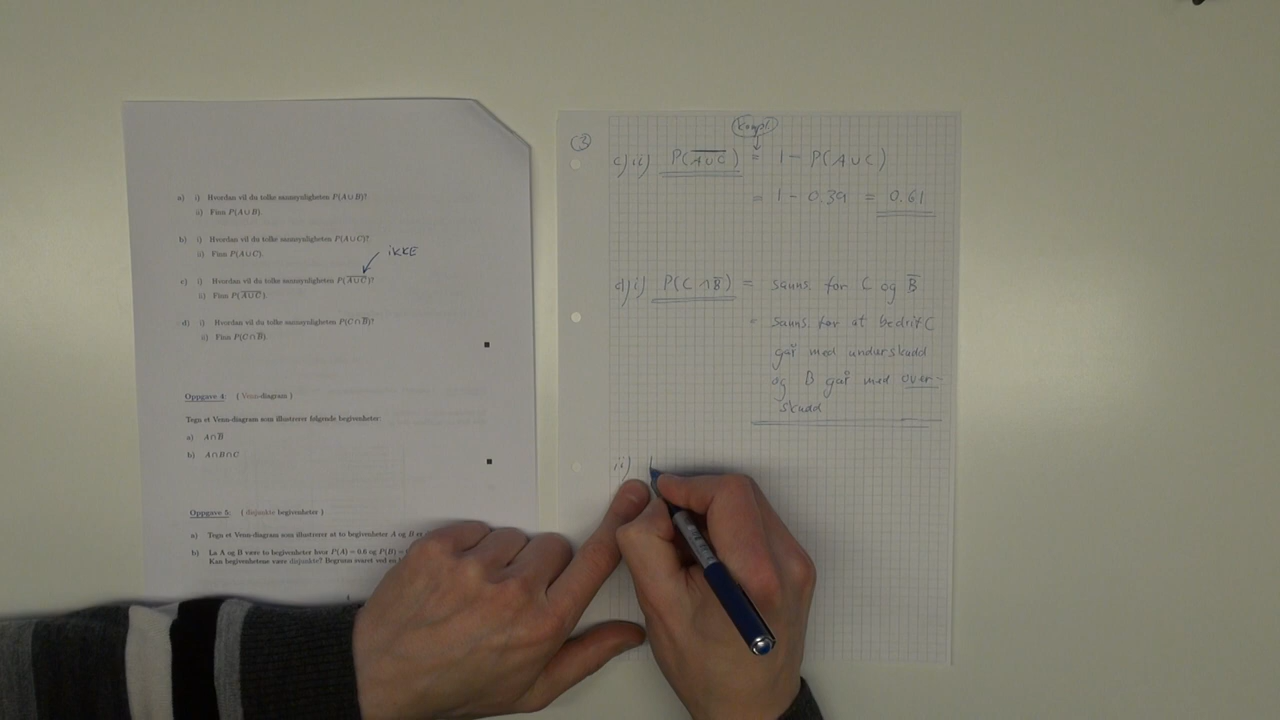 a) i) Hvordan vil du tolke sannsynligheten P(A∪B)?
ii) Finn P(A∪B).
b) i) Hvordan vil du tolke sannsynligheten P(A∪C)?
ii) Finn P(A∪C).
IKKE
c) i) Hvordan vil du tolke sannsynligheten P(A̅∪̅C̅)?
ii) Finn P(A̅∪̅C̅).
d) i) Hvordan vil du tolke sannsynligheten P(C∩B̅)?
ii) Finn P(C∩B̅).
Oppgave 4: ( Venn-diagram )
Tegn et Venn-diagram som illustrerer følgende begivenheter:
a) A∩B̅
b) A∩B∩C
Oppgave 5: ( disjunkte begivenheter )
a) Tegn et Venn-diagram som illustrerer at to begivenheter A og B er
b) La A og B være to begivenheter hvor P(A) = 0.6 og P(B) =
Kan begivenhetene være disjunkte? Begrunn svaret ved en
(3)
Kompl.
c) ii) P(A̅∪̅C̅) = 1 - P(A∪C)
= 1 - 0.39 = 0.61
d) i) P(C∩B̅) = sanns. for C og B̅
= sanns. for at bedrift C
går med underskudd
og B går med over-
skudd
ii)